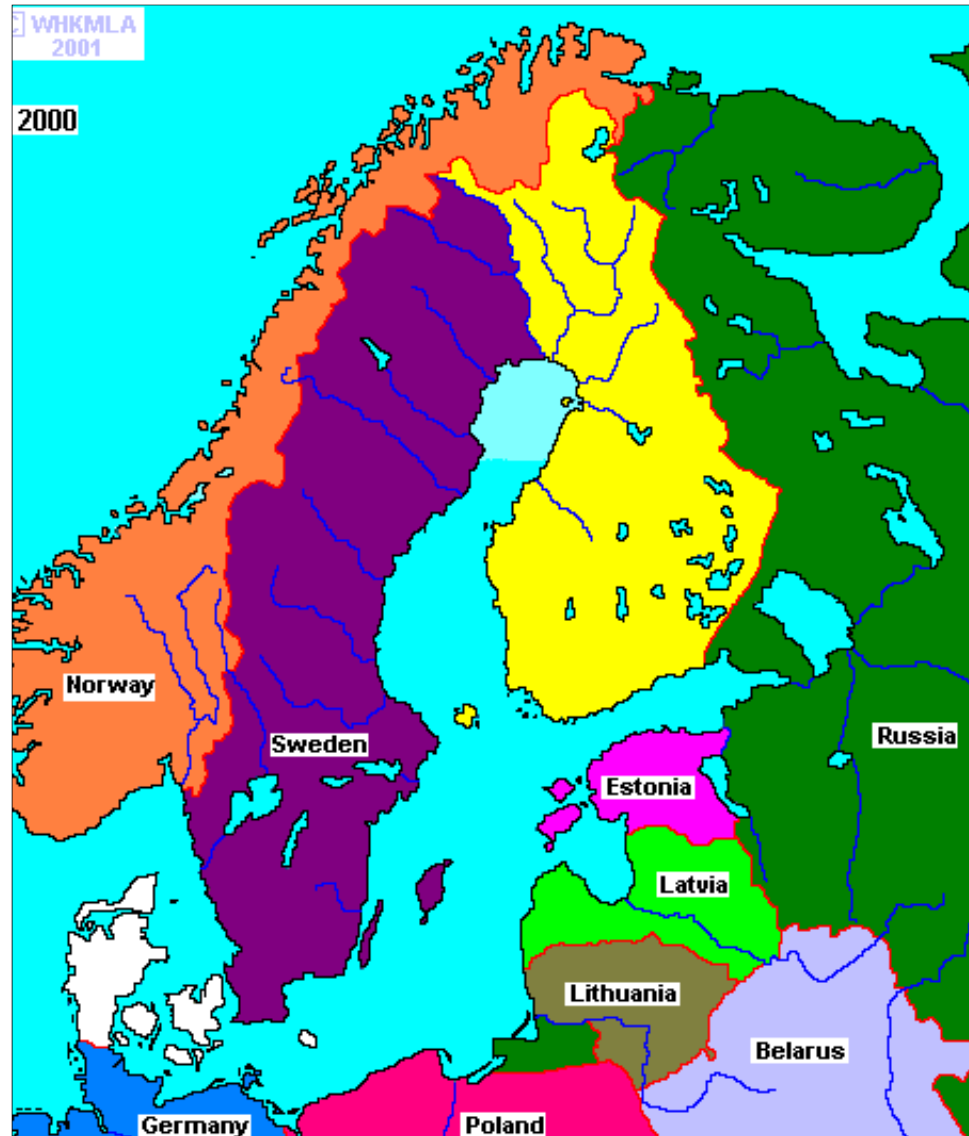 C WHKMLA
2001
2000
Norway
Sweden
Russia
Estonia
Latvia
Lithuania
Belarus
Germany
Poland